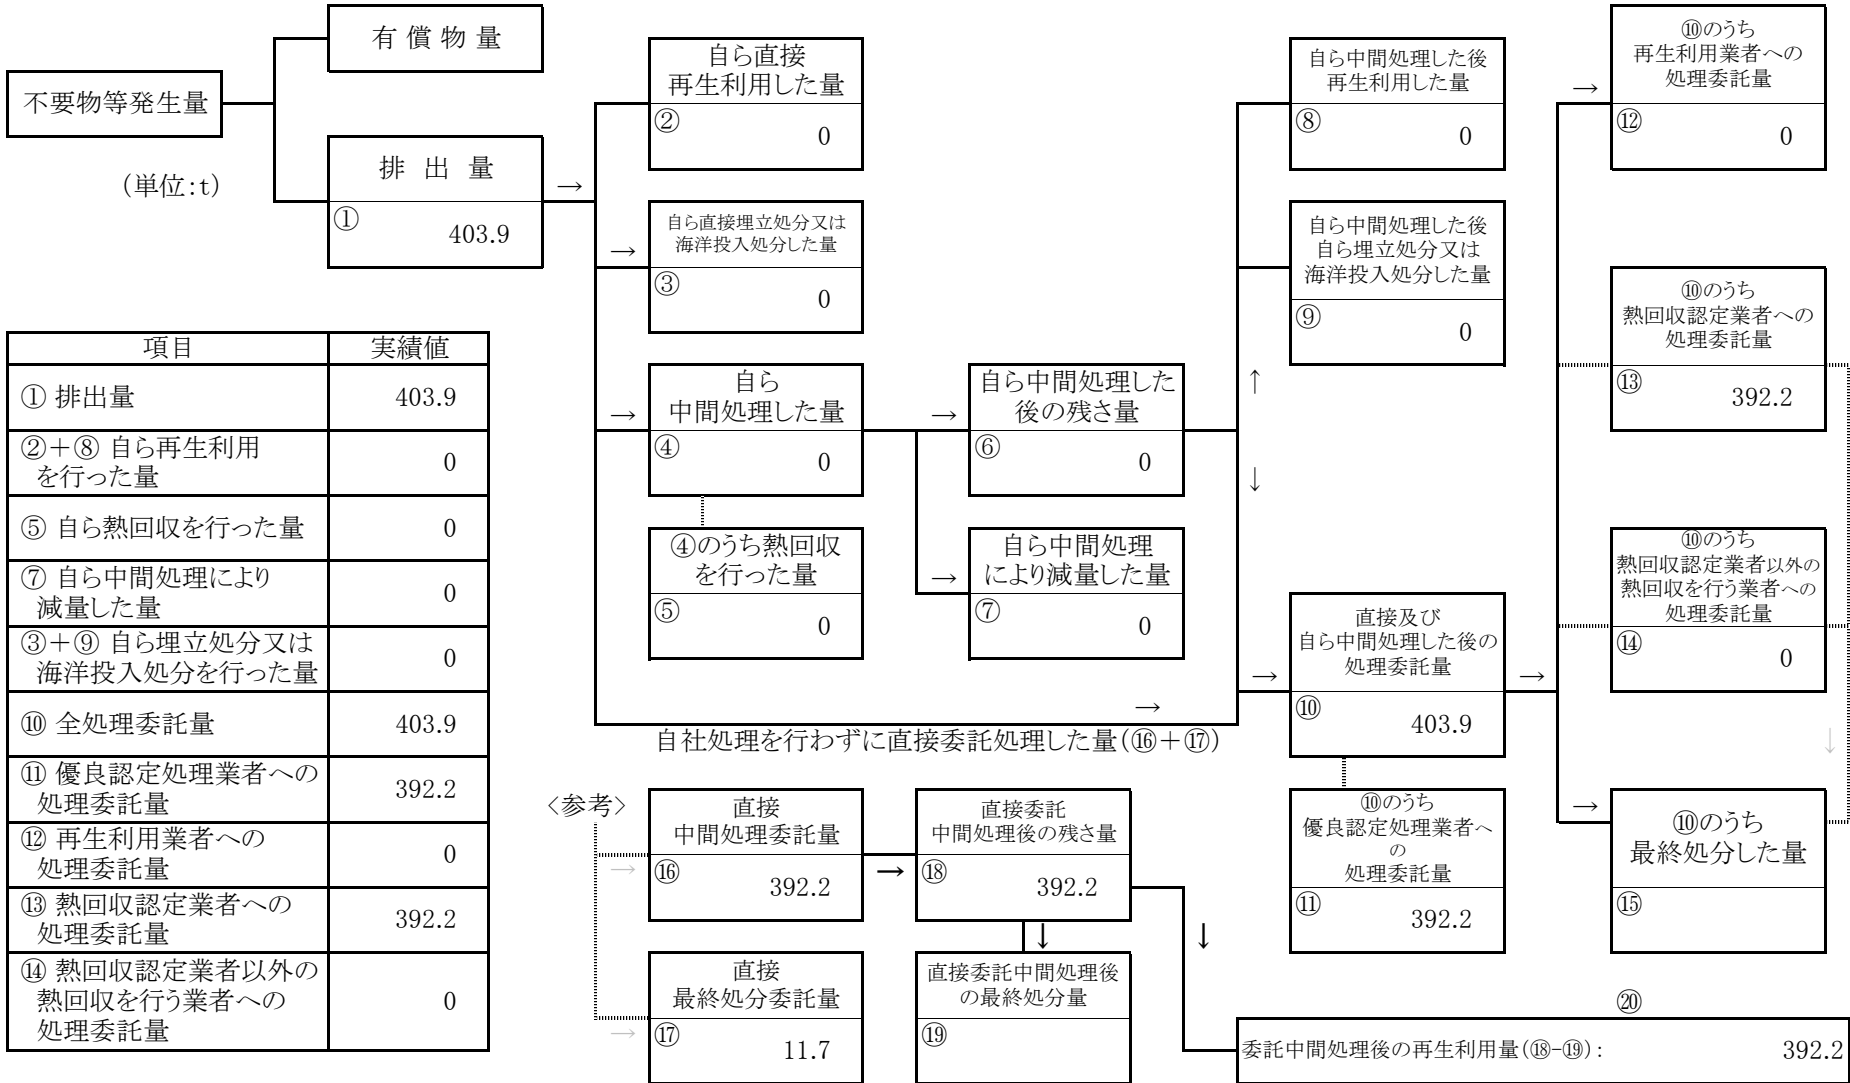 有 償 物 量
不要物等発生量
(単位:t)
排 出 量
①
403.9
→
自ら直接
再生利用した量
②
0
→
自ら直接埋立処分又は
海洋投入処分した量
③
0
→
自ら
中間処理した量
④
0
④のうち熱回収
を行った量
⑤
0
→
自ら中間処理した
後の残さ量
⑥
0
→
自ら中間処理
により減量した量
⑦
0
自ら中間処理した後
再生利用した量
⑧
0
自ら中間処理した後
自ら埋立処分又は
海洋投入処分した量
⑨
0
↑
↓
→
自社処理を行わずに直接委託処理した量(⑯+⑰)
→
直接及び
自ら中間処理した後の
処理委託量
⑩
403.9
⑩のうち
優良認定処理業者へ
の
処理委託量
⑪
392.2
→
→
⑩のうち
再生利用業者への
処理委託量
⑫
0
⑩のうち
熱回収認定業者への
処理委託量
⑬
392.2
⑩のうち
熱回収認定業者以外の
熱回収を行う業者への
処理委託量
⑭
0
↓
→
⑩のうち
最終処分した量
⑮
項目 実績値
① 排出量 403.9
②+⑧ 自ら再生利用
を行った量 0
⑤ 自ら熱回収を行った量 0
⑦ 自ら中間処理により
減量した量 0
③+⑨ 自ら埋立処分又は
海洋投入処分を行った量 0
⑩ 全処理委託量 403.9
⑪ 優良認定処理業者への
処理委託量 392.2
⑫ 再生利用業者への
処理委託量 0
⑬ 熱回収認定業者への
処理委託量 392.2
⑭ 熱回収認定業者以外の
熱回収を行う業者への
処理委託量 0
<参考>
→
直接
中間処理委託量
⑯
392.2
→
直接委託
中間処理後の残さ量
⑱
392.2
↓
↓
→
直接
最終処分委託量
⑰
11.7
直接委託中間処理後
の最終処分量
⑲
⑳
委託中間処理後の再生利用量(⑱-⑲): 392.2